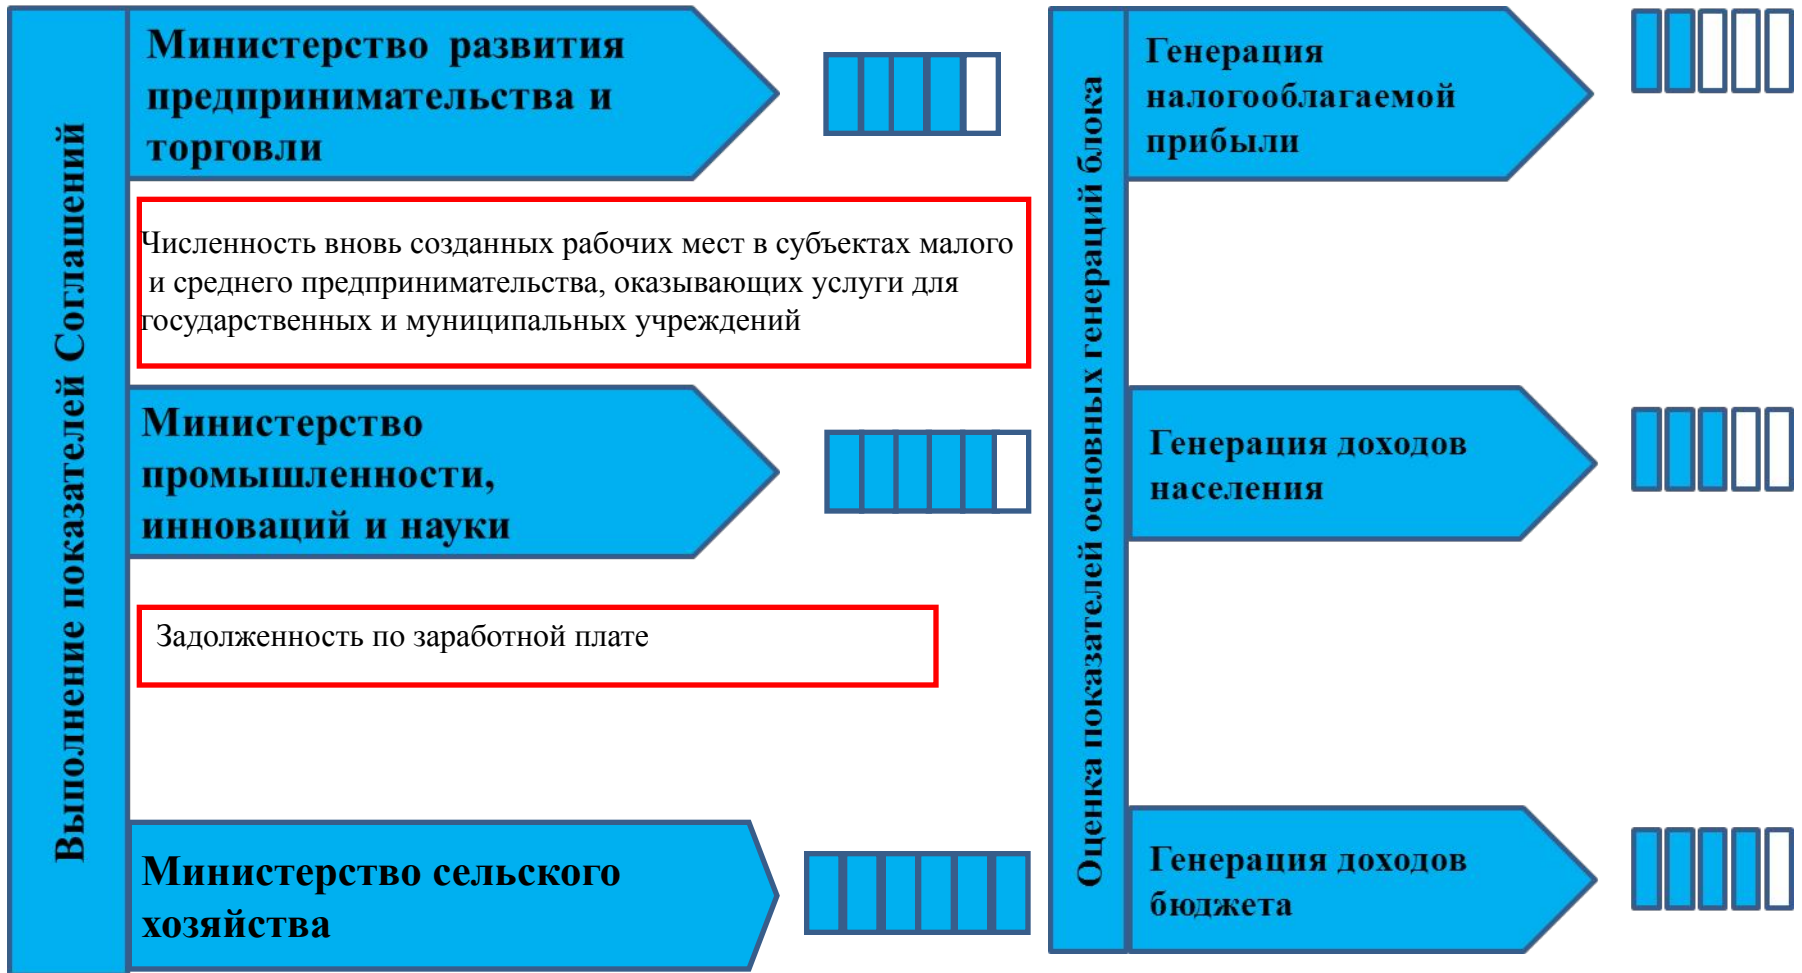 Выполнение показателей Соглашений
Министерство развития
предпринимательства и
торговли
Численность вновь созданных рабочих мест в субъектах малого
и среднего предпринимательства, оказывающих услуги для
государственных и муниципальных учреждений
Министерство
промышленности,
инноваций и науки
Задолженность по заработной плате
Министерство сельского
хозяйства
Оценка показателей основных генераций блока
Генерация
налогооблагаемой
прибыли
Генерация доходов
населения
Генерация доходов
бюджета